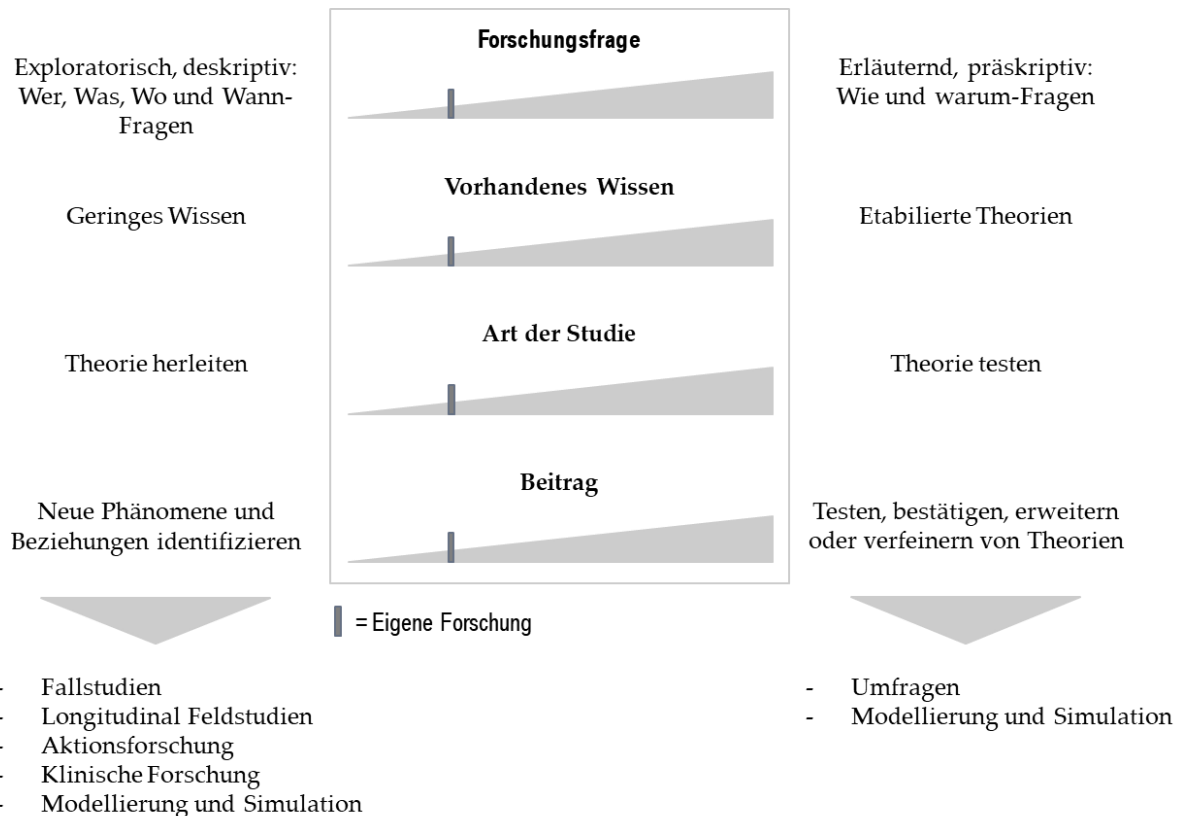 Forschungsfrage
Exploratorisch, deskriptiv:
Wer, Was, Wo und Wann-
Fragen
Erläuternd, präskriptiv:
Wie und warum-Fragen
Vorhandenes Wissen
Geringes Wissen
Etabilierte Theorien
Art der Studie
Theorie herleiten
Theorie testen
Beitrag
Neue Phänomene und
Beziehungen identifizieren
Testen, bestätigen, erweitern
oder verfeinern von Theorien
= Eigene Forschung
- Fallstudien
- Longitudinal Feldstudien
- Aktionsforschung
- Klinische Forschung
- Modellierung und Simulation
- Umfragen
- Modellierung und Simulation